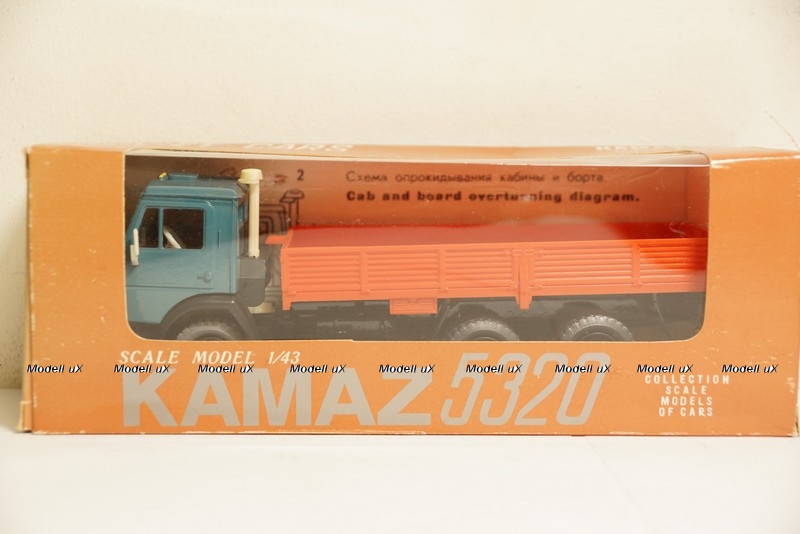 CARS
2
Схема опрокидывания кабины и борта.
Cab and board overturning diagram.
SCALE MODEL 1/43
Modell uX Modell uX Modell uX Modell uX Modell uX Modell uX Modell uX Modell uX Modell uX
KAMAZ 5320
COLLECTION
SCALE
MODELS
OF CARS